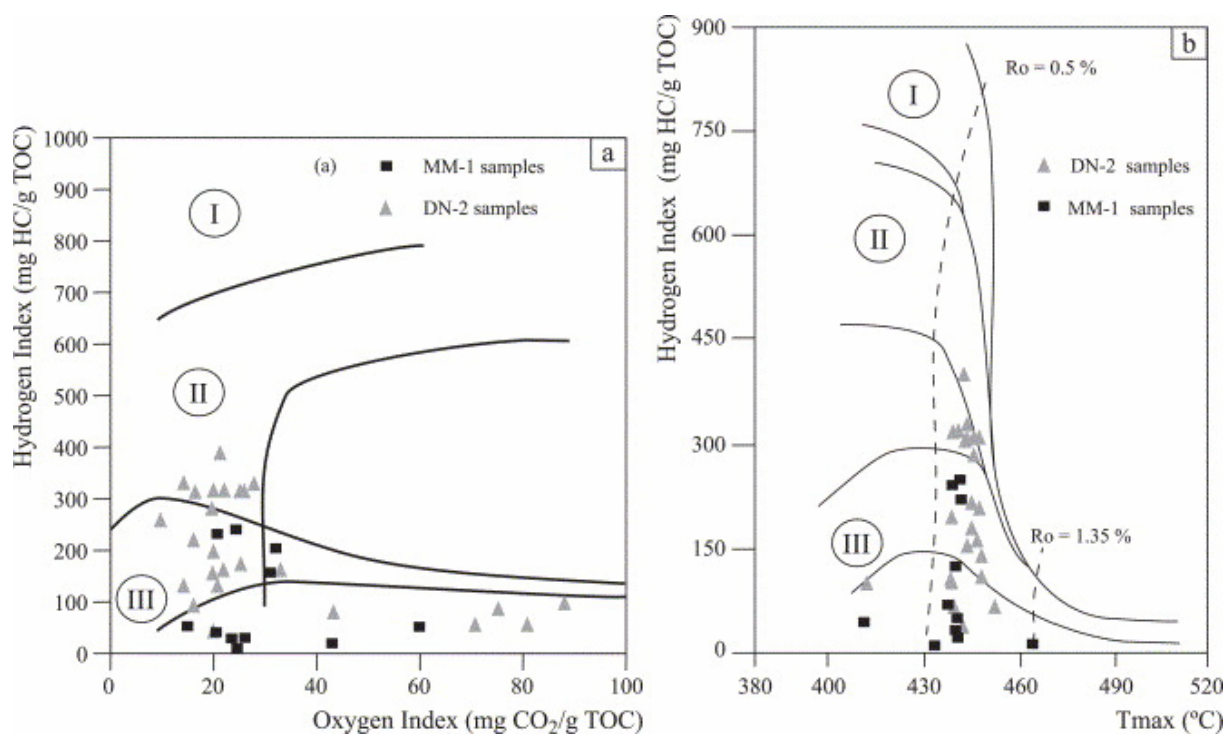 a
Hydrogen Index (mg HC/g TOC)
1000
900
800
700
600
500
400
300
200
100
0
(a) MM-1 samples
DN-2 samples
I
II
III
0 20 40 60 80 100
Oxygen Index (mg CO₂/g TOC)
b
Hydrogen Index (mg HC/g TOC)
900
750
600
450
300
150
0
Ro = 0.5 %
I
DN-2 samples
MM-1 samples
II
III
Ro = 1.35 %
380 400 430 460 490 520
Tmax (ºC)